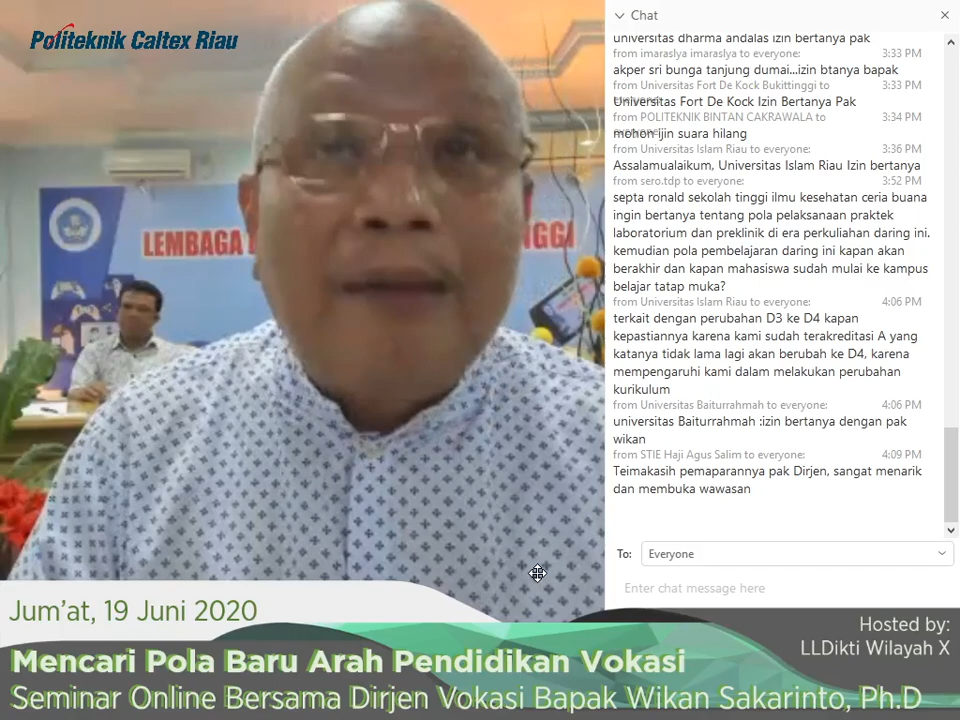 Politeknik Caltex Riau
LEMBAGA
NGGI
Chat
universitas dharma andalas izin bertanya pak
from imaraslya imaraslya to everyone: 3:33 PM
akper sri bunga tanjung dumai...izin btanya bapak
from Universitas Fort De Kock Bukittinggi to 3:33 PM
Universitas Fort De Kock Izin Bertanya Pak
from POLITEKNIK BINTAN CAKRAWALA to 3:34 PM
mohon ijin suara hilang
from Universitas Islam Riau to everyone: 3:36 PM
Assalamualaikum, Universitas Islam Riau Izin bertanya
from sero.tdp to everyone: 3:52 PM
septa ronald sekolah tinggi ilmu kesehatan ceria buana
ingin bertanya tentang pola pelaksanaan praktek
laboratorium dan preklinik di era perkuliahan daring ini.
kemudian pola pembelajaran daring ini kapan akan
berakhir dan kapan mahasiswa sudah mulai ke kampus
belajar tatap muka?
from Universitas Islam Riau to everyone: 4:06 PM
terkait dengan perubahan D3 ke D4 kapan
kepastiannya karena kami sudah terakreditasi A yang
katanya tidak lama lagi akan berubah ke D4, karena
mempengaruhi kami dalam melakukan perubahan
kurikulum
from Universitas Baiturrahmah to everyone: 4:06 PM
universitas Baiturrahmah :izin bertanya dengan pak
wikan
from STIE Haji Agus Salim to everyone: 4:09 PM
Teimakasih pemaparannya pak Dirjen, sangat menarik
dan membuka wawasan
To: Everyone
Enter chat message here
Jum'at, 19 Juni 2020
Hosted by:
LLDikti Wilayah X
Mencari Pola Baru Arah Pendidikan Vokasi
Seminar Online Bersama Dirjen Vokasi Bapak Wikan Sakarinto, Ph.D